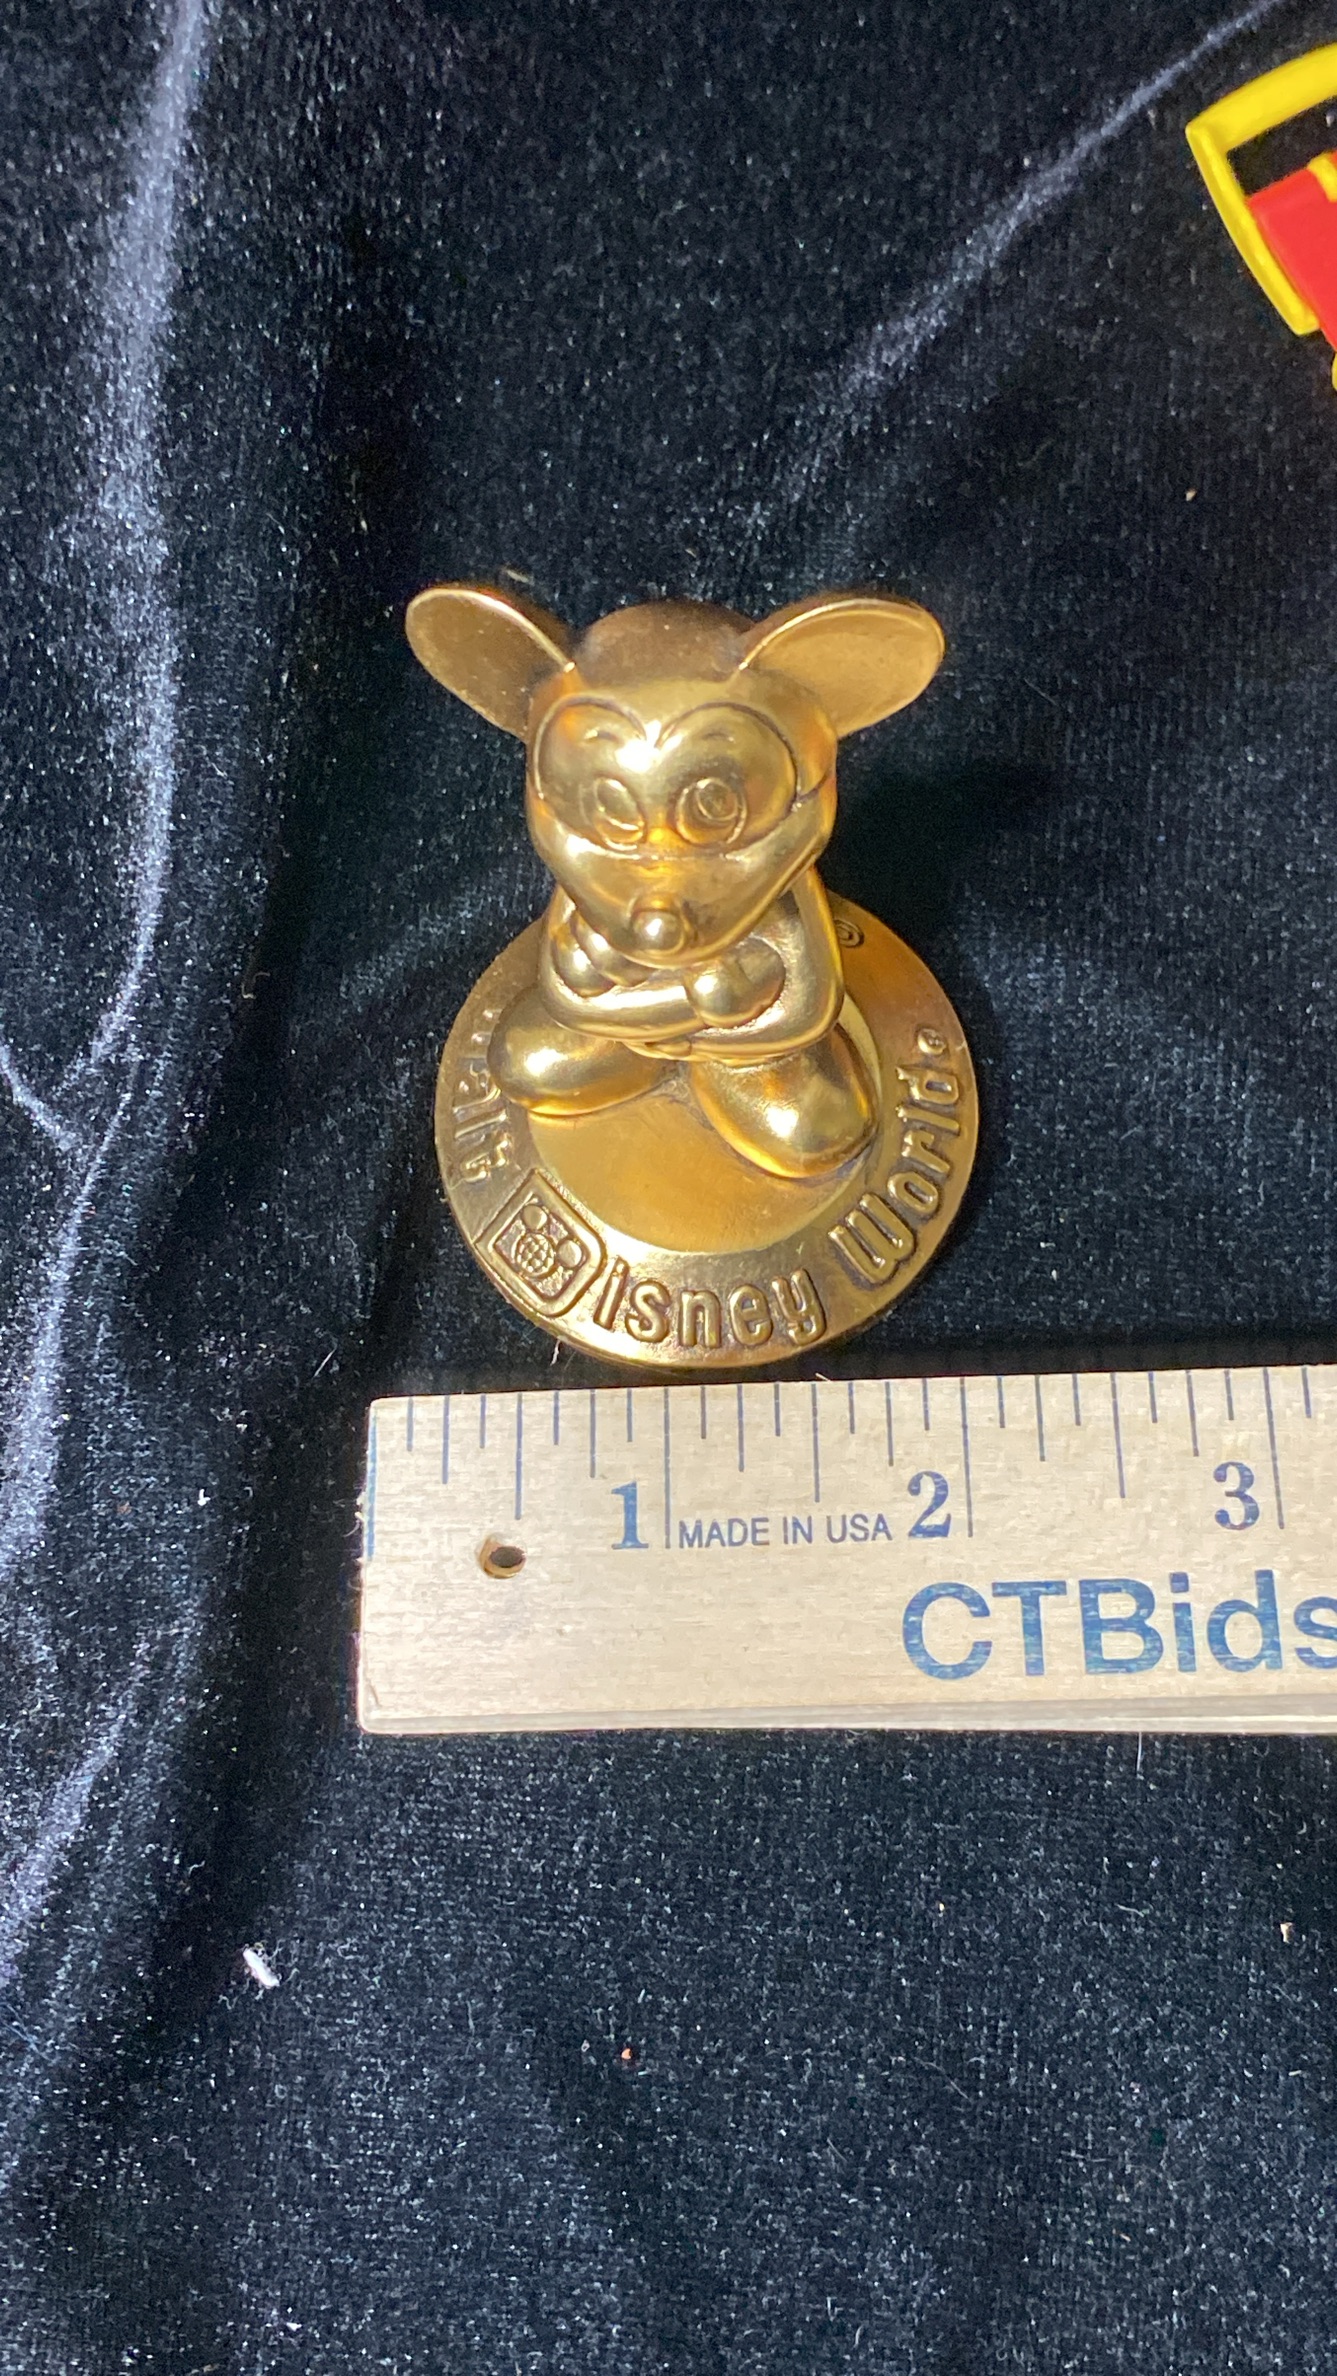 Walt Disney World®
©
1 MADE IN USA 2 3
CTBids